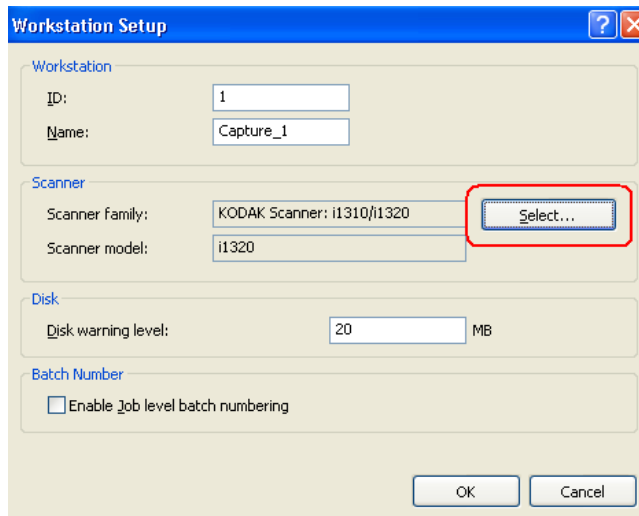 Workstation Setup
Workstation
ID: 1
Name: Capture_1
Scanner
Scanner family: KODAK Scanner: i1310/i1320 Select...
Scanner model: i1320
Disk
Disk warning level: 20 MB
Batch Number
Enable Job level batch numbering
OK Cancel